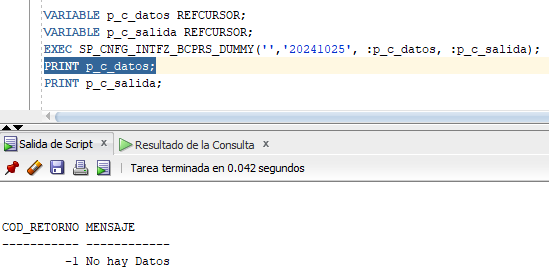 VARIABLE p_c_datos REFCURSOR;
VARIABLE p_c_salida REFCURSOR;
EXEC SP_CNFG_INTFZ_BCPRS_DUMMY('','20241025', :p_c_datos, :p_c_salida);
PRINT p_c_datos;
PRINT p_c_salida;
Salida de Script x Resultado de la Consulta x
Tarea terminada en 0.042 segundos
COD_RETORNO MENSAJE
----------- ------------
-1 No hay Datos